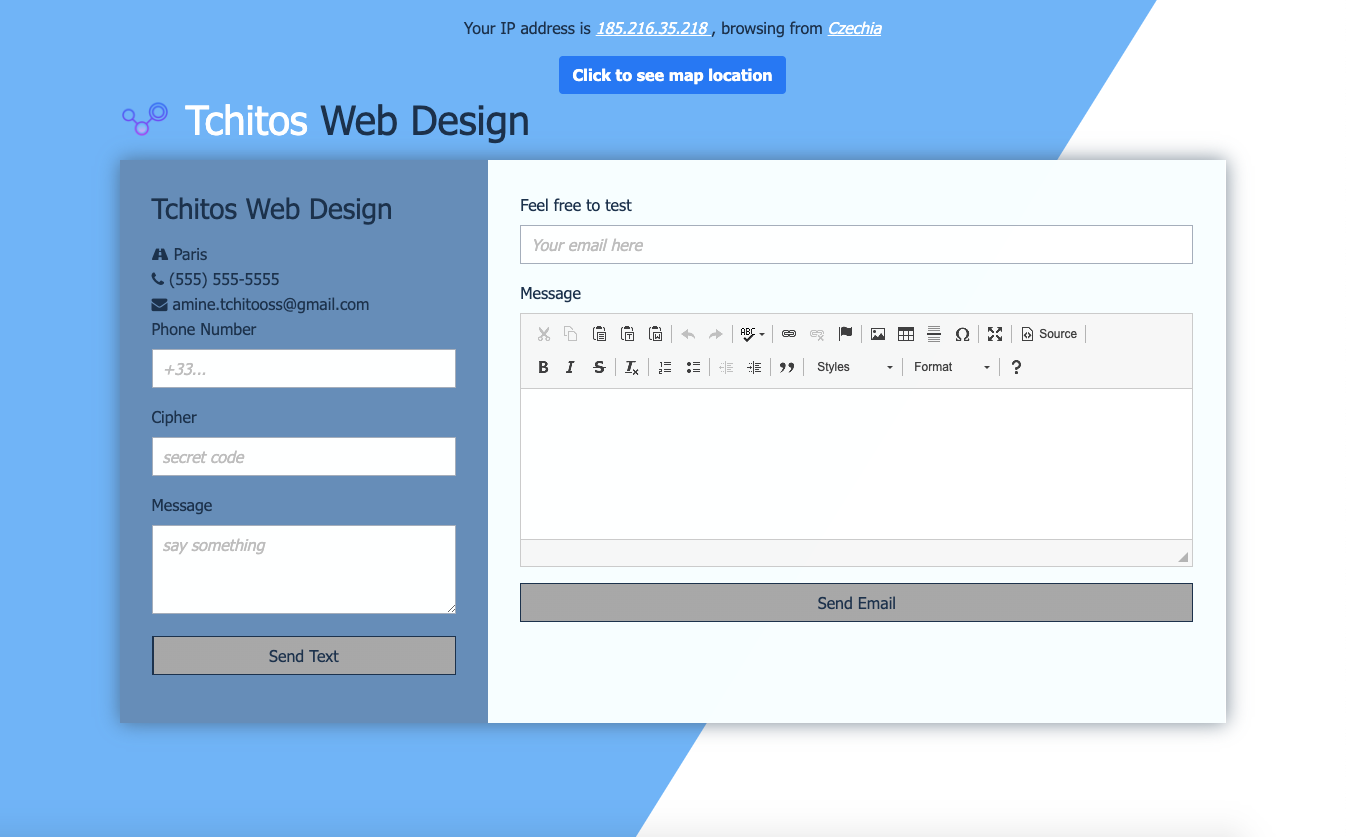 Your IP address is 185.216.35.218 , browsing from Czechia
Click to see map location
Tchitos Web Design
Tchitos Web Design
Paris
(555) 555-5555
amine.tchitooss@gmail.com
Phone Number
+33...
Cipher
secret code
Message
say something
Send Text
Feel free to test
Your email here
Message
ABC
Source
B I S Tx Styles Format ?
Send Email